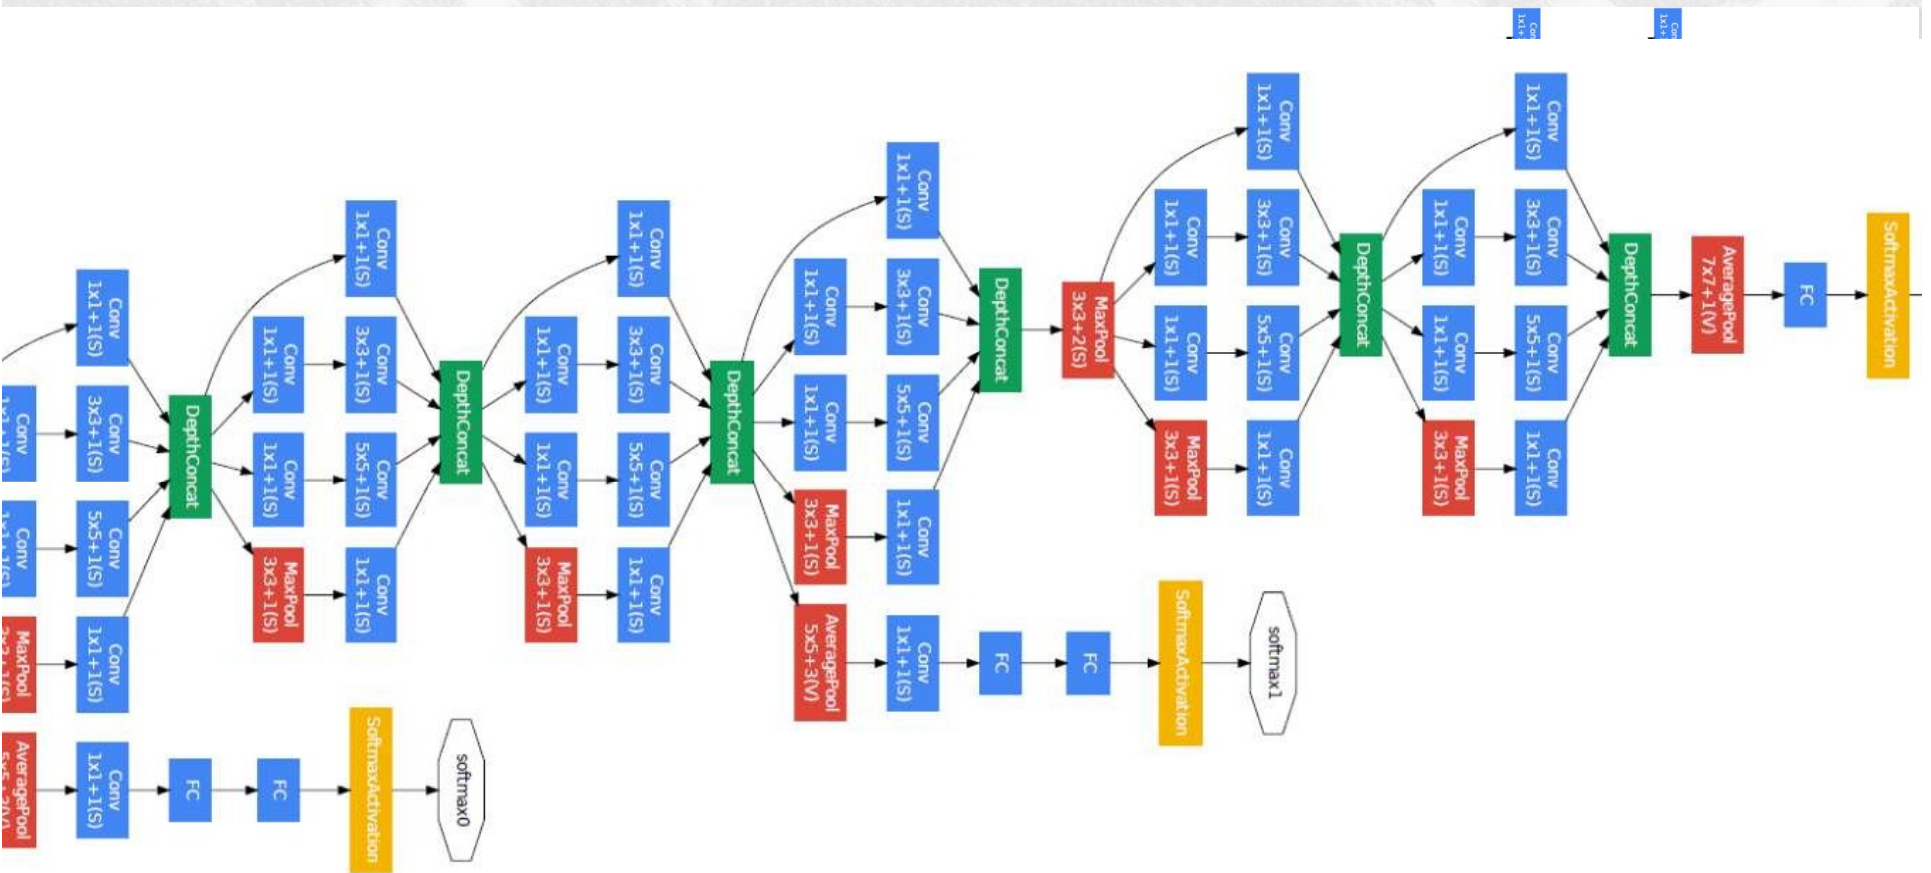 Conv
1x1+1(S)
Conv
3x3+1(S)
Conv
5x5+1(S)
Conv
1x1+1(S)
Conv
1x1+1(S)
Conv
Conv
MaxPool
AveragePool
DepthConcat
FC
FC
SoftmaxActivation
softmax0
Conv
1x1+1(S)
Conv
1x1+1(S)
MaxPool
3x3+1(S)
Conv
1x1+1(S)
Conv
3x3+1(S)
Conv
5x5+1(S)
Conv
1x1+1(S)
DepthConcat
Conv
1x1+1(S)
Conv
1x1+1(S)
MaxPool
3x3+1(S)
Conv
1x1+1(S)
Conv
3x3+1(S)
Conv
5x5+1(S)
Conv
1x1+1(S)
DepthConcat
Conv
1x1+1(S)
Conv
1x1+1(S)
MaxPool
3x3+1(S)
AveragePool
5x5+3(V)
Conv
1x1+1(S)
Conv
3x3+1(S)
Conv
5x5+1(S)
Conv
1x1+1(S)
Conv
1x1+1(S)
DepthConcat
FC
FC
SoftmaxActivation
softmax1
MaxPool
3x3+2(S)
Conv
1x1+1(S)
Conv
1x1+1(S)
MaxPool
3x3+1(S)
Conv
1x1+1(S)
Conv
3x3+1(S)
Conv
5x5+1(S)
Conv
1x1+1(S)
DepthConcat
Conv
1x1+1(S)
Conv
1x1+1(S)
MaxPool
3x3+1(S)
Conv
1x1+1(S)
Conv
3x3+1(S)
Conv
5x5+1(S)
Conv
1x1+1(S)
DepthConcat
AveragePool
7x7+1(V)
FC
SoftmaxActivation